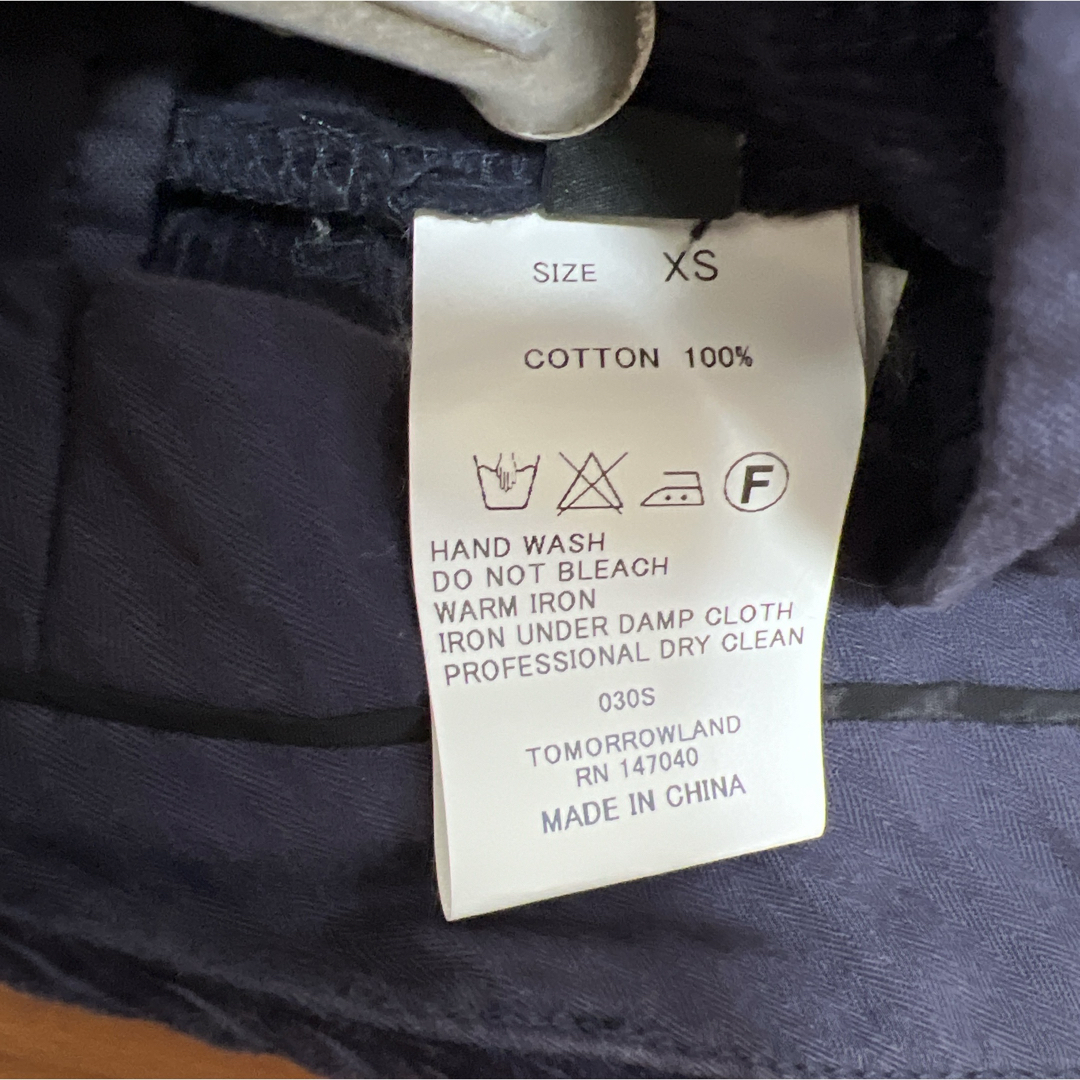 SIZE XS
COTTON 100%
F
HAND WASH
DO NOT BLEACH
WARM IRON
IRON UNDER DAMP CLOTH
PROFESSIONAL DRY CLEAN
030S
TOMORROWLAND
RN 147040
MADE IN CHINA